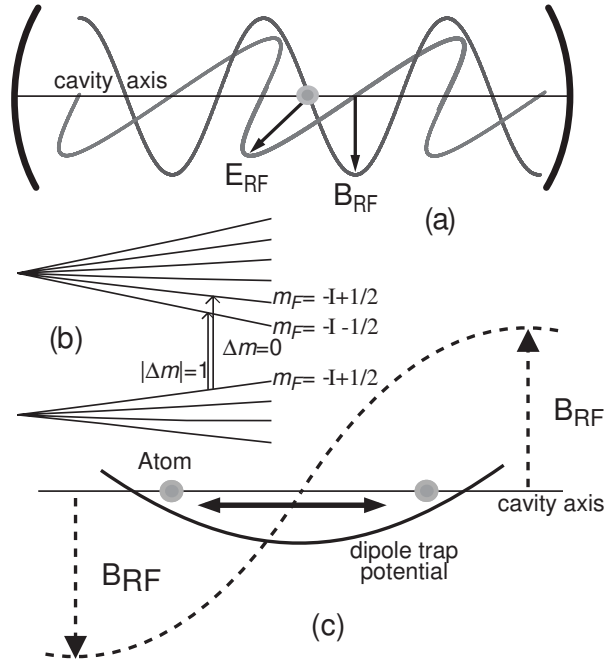 cavity axis
E_RF
B_RF
(a)
m_F= -I+1/2
m_F= -I -1/2
(b)
Δm=0
|Δm|=1
m_F= -I+1/2
B_RF
Atom
cavity axis
dipole trap
potential
B_RF
(c)